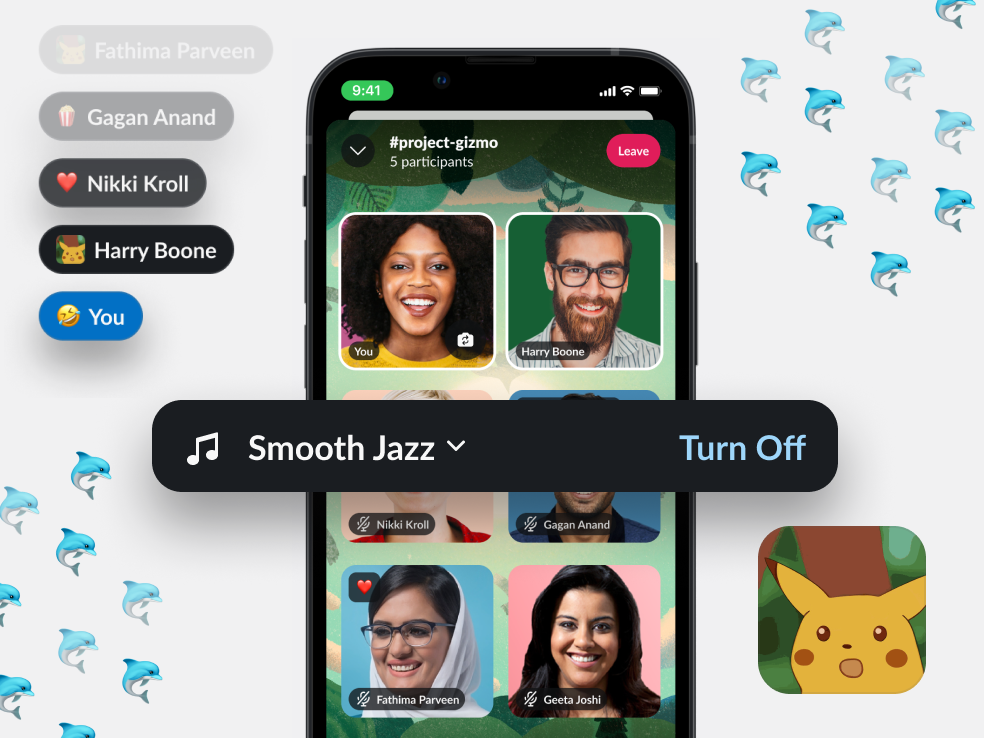 Fathima Parveen
Gagan Anand
Nikki Kroll
Harry Boone
You
9:41
#project-gizmo
5 participants
Leave
You
Harry Boone
Smooth Jazz
Turn Off
Nikki Kroll
Gagan Anand
Fathima Parveen
Geeta Joshi